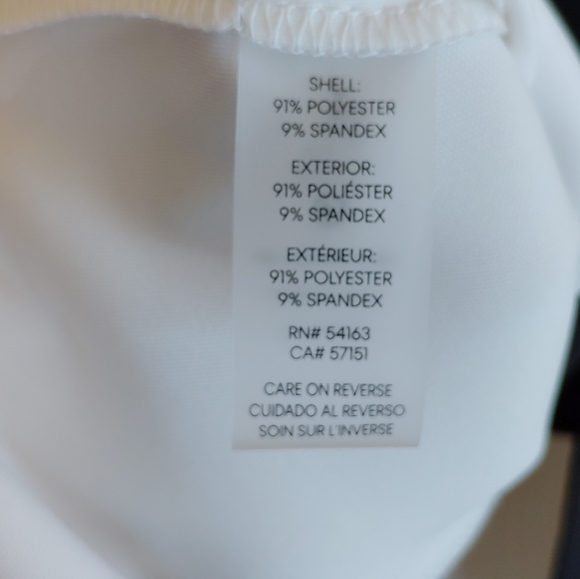 SHELL:
91% POLYESTER
9% SPANDEX
EXTERIOR:
91% POLIÉSTER
9% SPANDEX
EXTÉRIEUR:
91% POLYESTER
9% SPANDEX
RN# 54163
CA# 57151
CARE ON REVERSE
CUIDADO AL REVERSO
SOIN SUR L'INVERSE